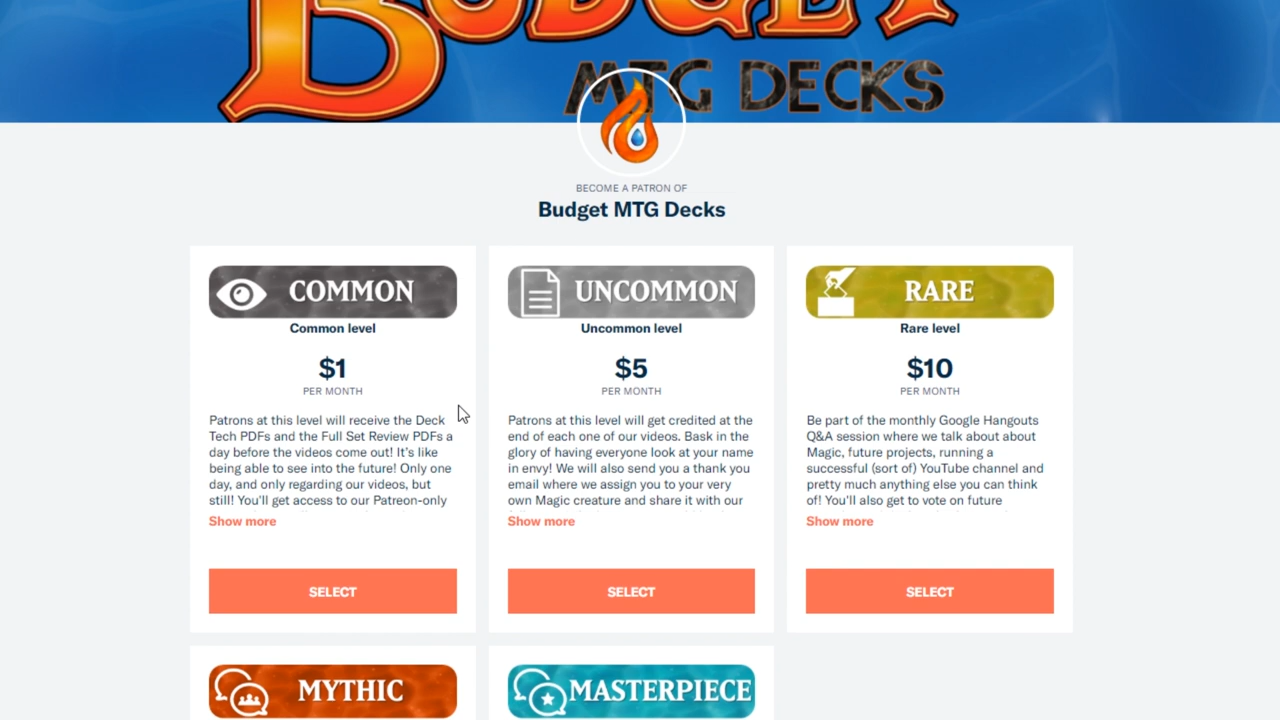 BUDGET
MTG DECKS
BECOME A PATRON OF
Budget MTG Decks
COMMON
Common level
$1
PER MONTH
Patrons at this level will receive the Deck
Tech PDFs and the Full Set Review PDFs a
day before the videos come out! It's like
being able to see into the future! Only one
day, and only regarding our videos, but
still! You'll get access to our Patreon-only
Show more
SELECT
UNCOMMON
Uncommon level
$5
PER MONTH
Patrons at this level will get credited at the
end of each one of our videos. Bask in the
glory of having everyone look at your name
in envy! We will also send you a thank you
email where we assign you to your very
own Magic creature and share it with our
Show more
SELECT
RARE
Rare level
$10
PER MONTH
Be part of the monthly Google Hangouts
Q&A session where we talk about about
Magic, future projects, running a
successful (sort of) YouTube channel and
pretty much anything else you can think
of! You'll also get to vote on future
Show more
SELECT
MYTHIC
MASTERPIECE